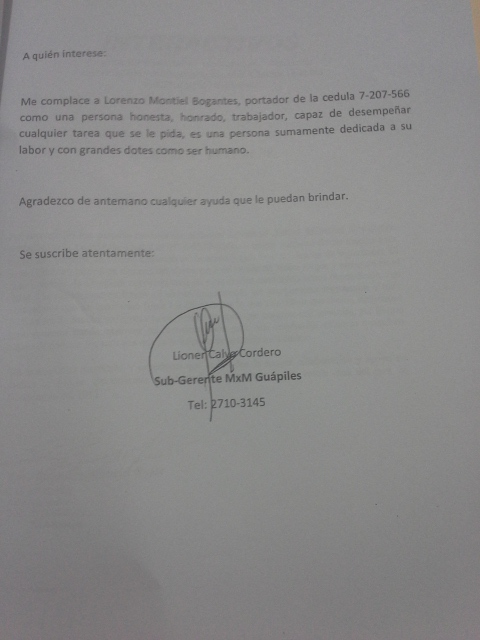 A quién interese:
Me complace a Lorenzo Montiel Bogantes, portador de la cedula 7-207-566
como una persona honesta, honrado, trabajador, capaz de desempeñar
cualquier tarea que se le pida, es una persona sumamente dedicada a su
labor y con grandes dotes como ser humano.
Agradezco de antemano cualquier ayuda que le puedan brindar.
Se suscribe atentamente:
Lioner Calvo Cordero
Sub-Gerente MxM Guápiles
Tel: 2710-3145